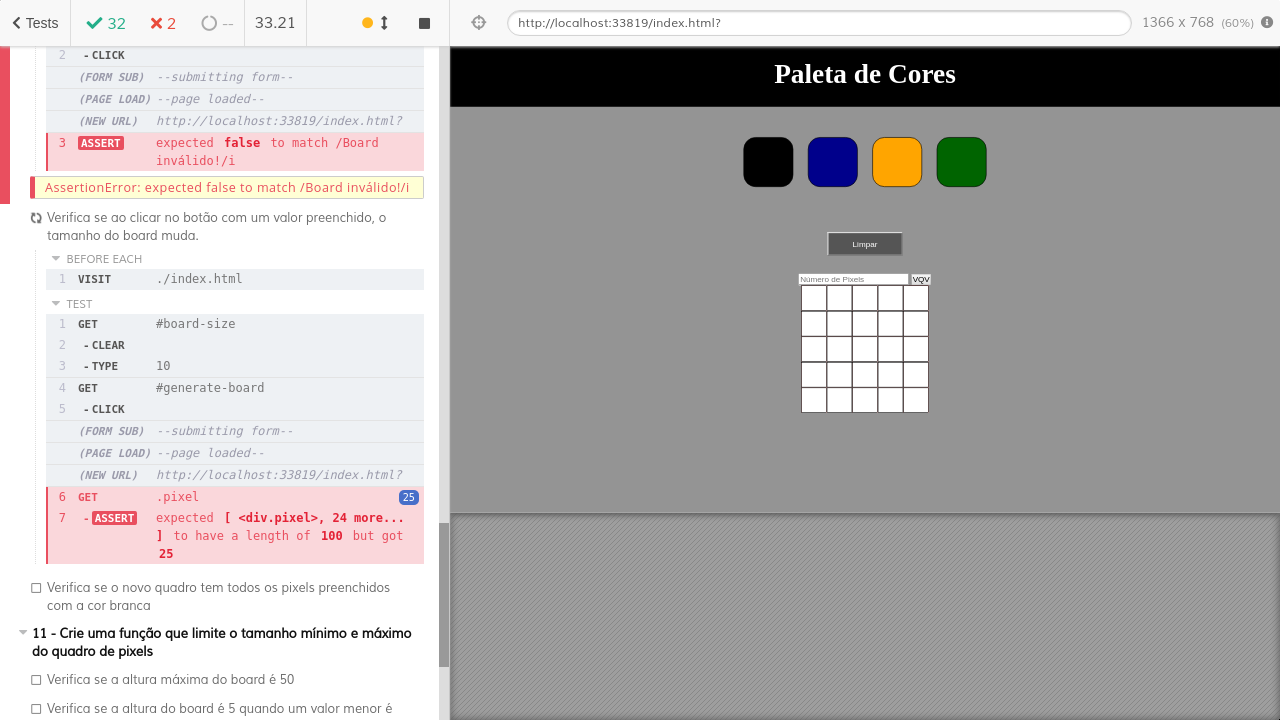 Tests 32 2 -- 33.21
http://localhost:33819/index.html? 1366 x 768 (60%)
2 - CLICK
(FORM SUB) --submitting form--
(PAGE LOAD) --page loaded--
(NEW URL) http://localhost:33819/index.html?
3 ASSERT expected false to match /Board
inválido!/i
AssertionError: expected false to match /Board inválido!/i
Verifica se ao clicar no botão com um valor preenchido, o
tamanho do board muda.
BEFORE EACH
1 VISIT ./index.html
TEST
1 GET #board-size
2 - CLEAR
3 - TYPE 10
4 GET #generate-board
5 - CLICK
(FORM SUB) --submitting form--
(PAGE LOAD) --page loaded--
(NEW URL) http://localhost:33819/index.html?
6 GET .pixel 25
7 - ASSERT expected [ <div.pixel>, 24 more...
] to have a length of 100 but got
25
Verifica se o novo quadro tem todos os pixels preenchidos
com a cor branca
11 - Crie uma função que limite o tamanho mínimo e máximo
do quadro de pixels
Verifica se a altura máxima do board é 50
Verifica se a altura do board é 5 quando um valor menor é
Paleta de Cores
Limpar
Número de Pixels VQV